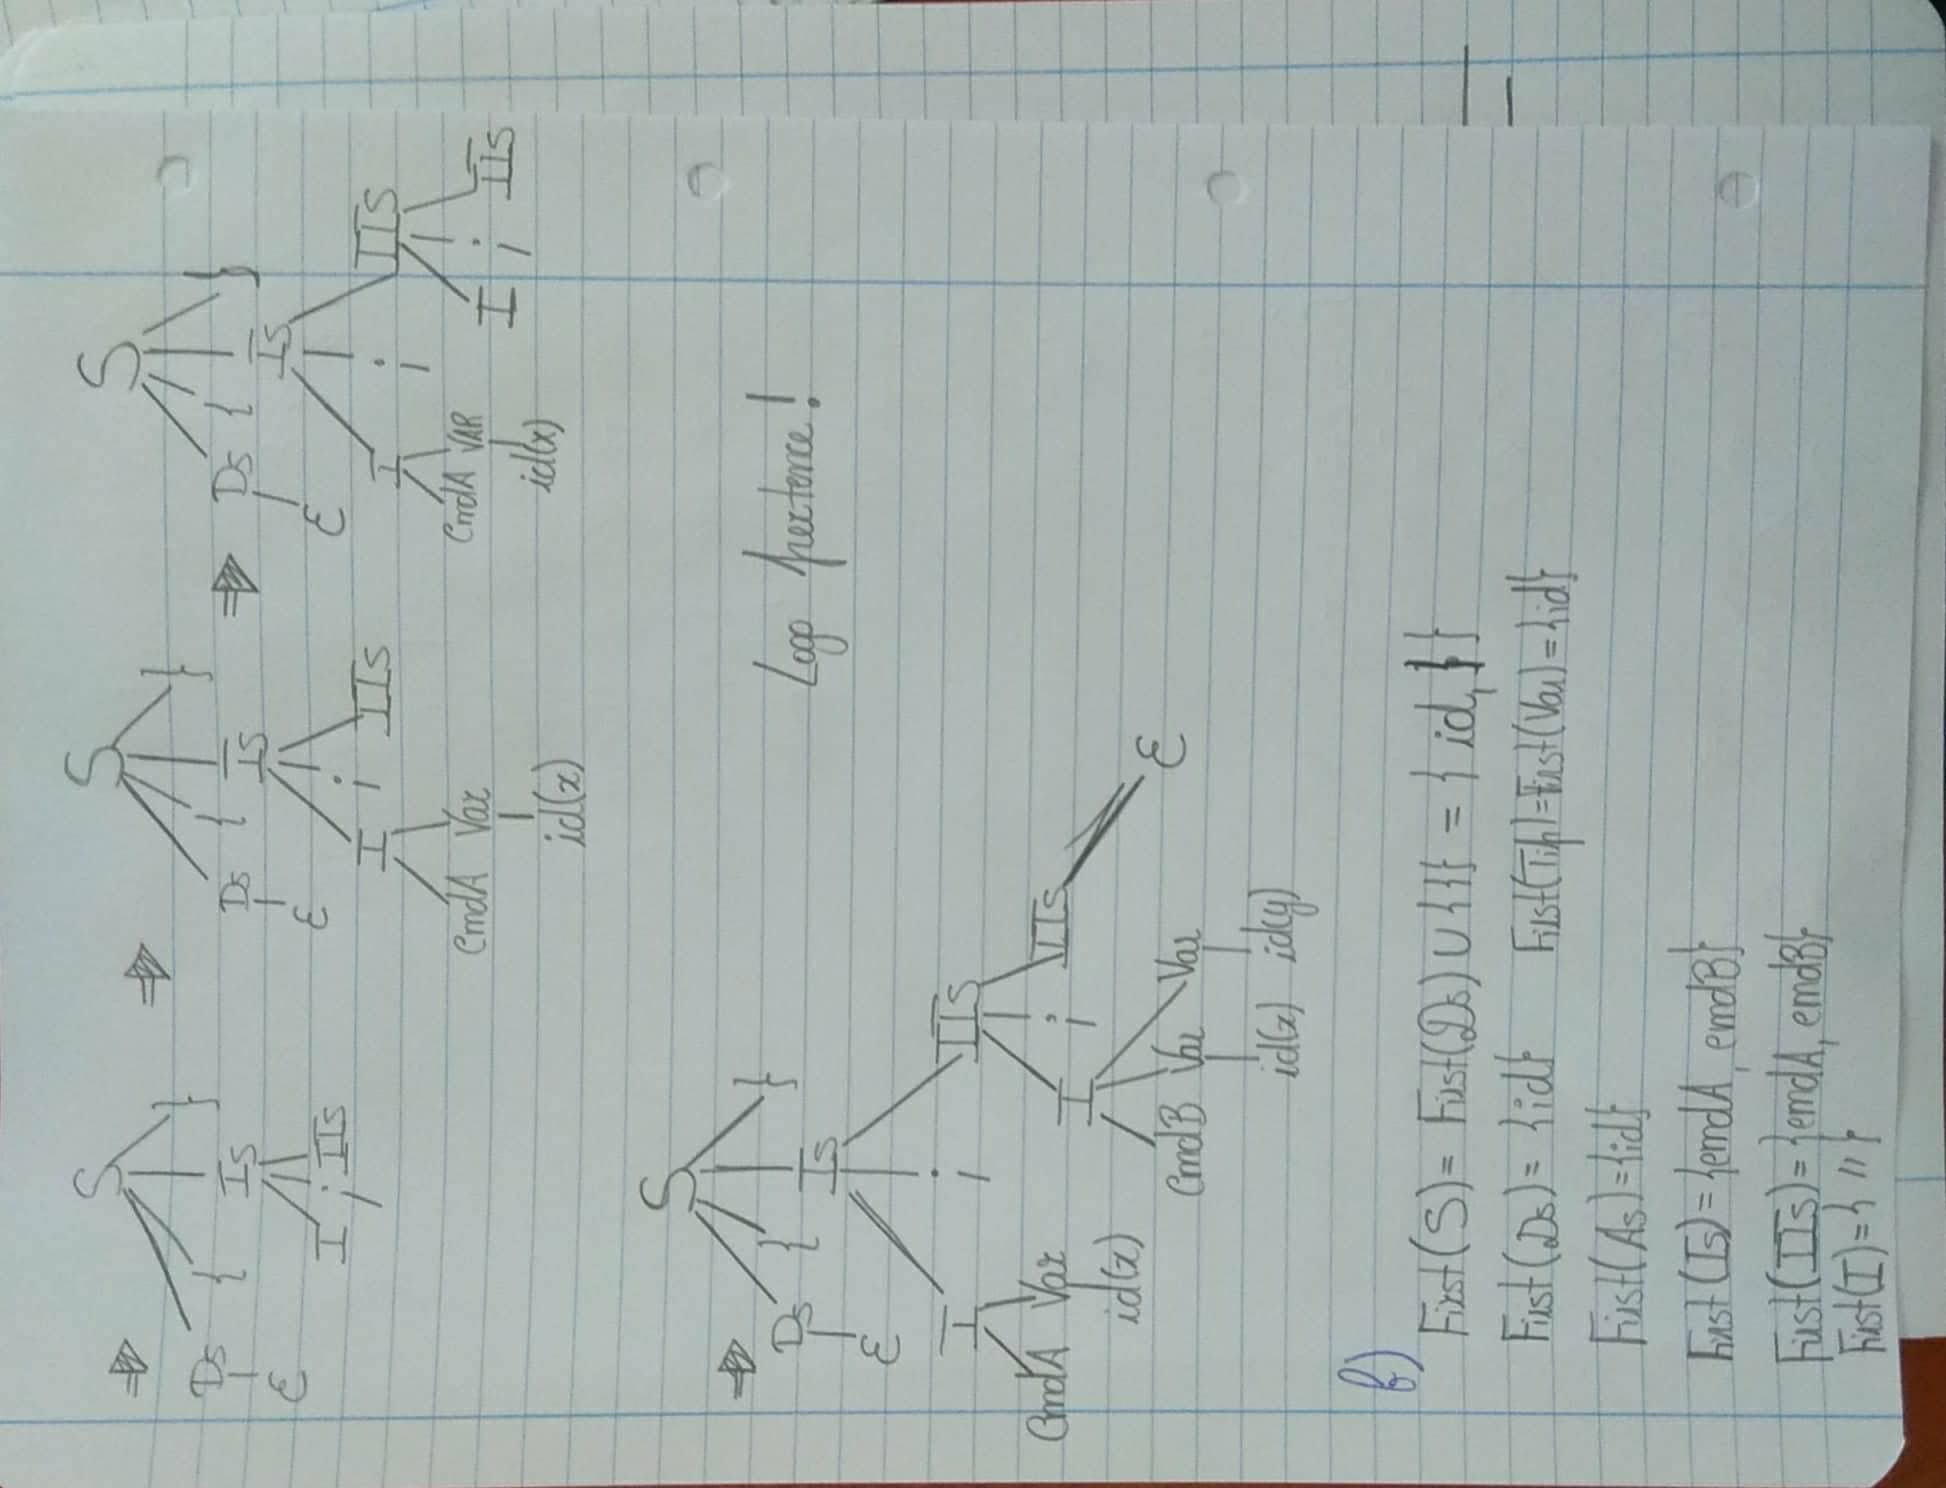 ⇒ S ⇒ S S
Ds { Is } Ds { Is } ⇒ Ds { Is }
ε I ; IIs ε I ; IIs ε I ; IIs
CmdA Var CmdA VAR I ; IIs
id(x) id(x)
S
⇒ Ds { Is } Logo pertence!
ε
I ; IIs
CmdA Var I ; IIs
id(x) ε
CmdB Var Var
id(x) id(y)
b)
First(S) = First(Ds) ∪ {{} = { id, }}
First(Ds) = {id} First(Tip) = First(Var) = {id}
First(As) = {id}
First(Is) = {cmdA, cmdB}
First(IIs) = {cmdA, cmdB}
First(I) = { " }